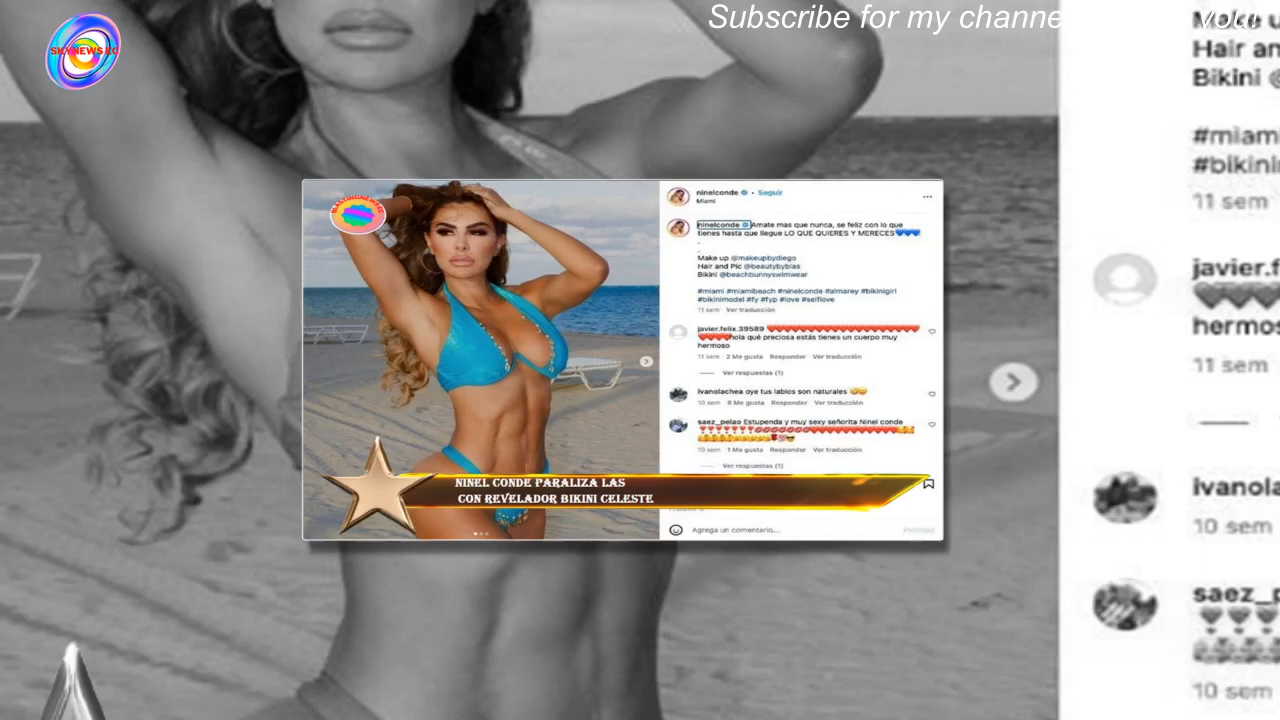 Subscribe for my channe
SKYNEWS
ninelconde • Seguir
Miami
ninelconde Amate mas que nunca, se feliz con lo que
tienes hasta que llegue LO QUE QUIERES Y MERECES💙💙💙
.
.
Make up @makeupbydiego
Hair and Pic @beautybyblas
Bikini @beachbunnyswimwear
#miami #miamibeach #ninelconde #almarey #bikinigirl
#bikinimodel #fy #fyp #love #selflove
11 sem Ver traducción
javier.felix.39589
hola qué preciosa estás tienes un cuerpo muy
hermoso
11 sem 2 Me gusta Responder Ver traducción
Ver respuestas (1)
ivanolachea oye tus labios son naturales
10 sem 8 Me gusta Responder Ver traducción
saez_pelao Estupenda y muy sexy señorita Ninel conde
10 sem 1 Me gusta Responder Ver traducción
Ver respuestas (1)
Agrega un comentario...
NINEL CONDE PARALIZA LAS
CON REVELADOR BIKINI CELESTE
Make u
Hair an
Bikini @
#miam
#bikini
11 sem
javier.f
hermos
11 sem
ivanola
10 sem
saez_p
10 sem